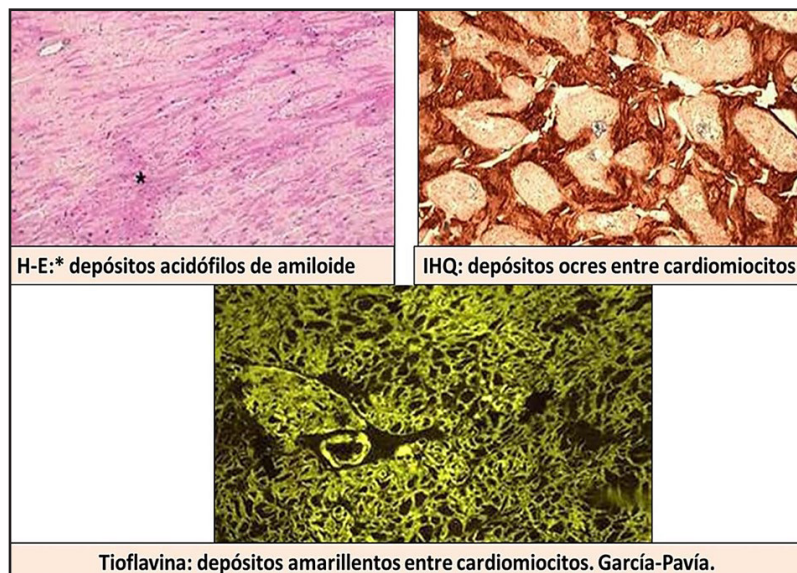 *
H-E:* depósitos acidófilos de amiloide
IHQ: depósitos ocres entre cardiomiocitos
Tioflavina: depósitos amarillentos entre cardiomiocitos. García-Pavía.